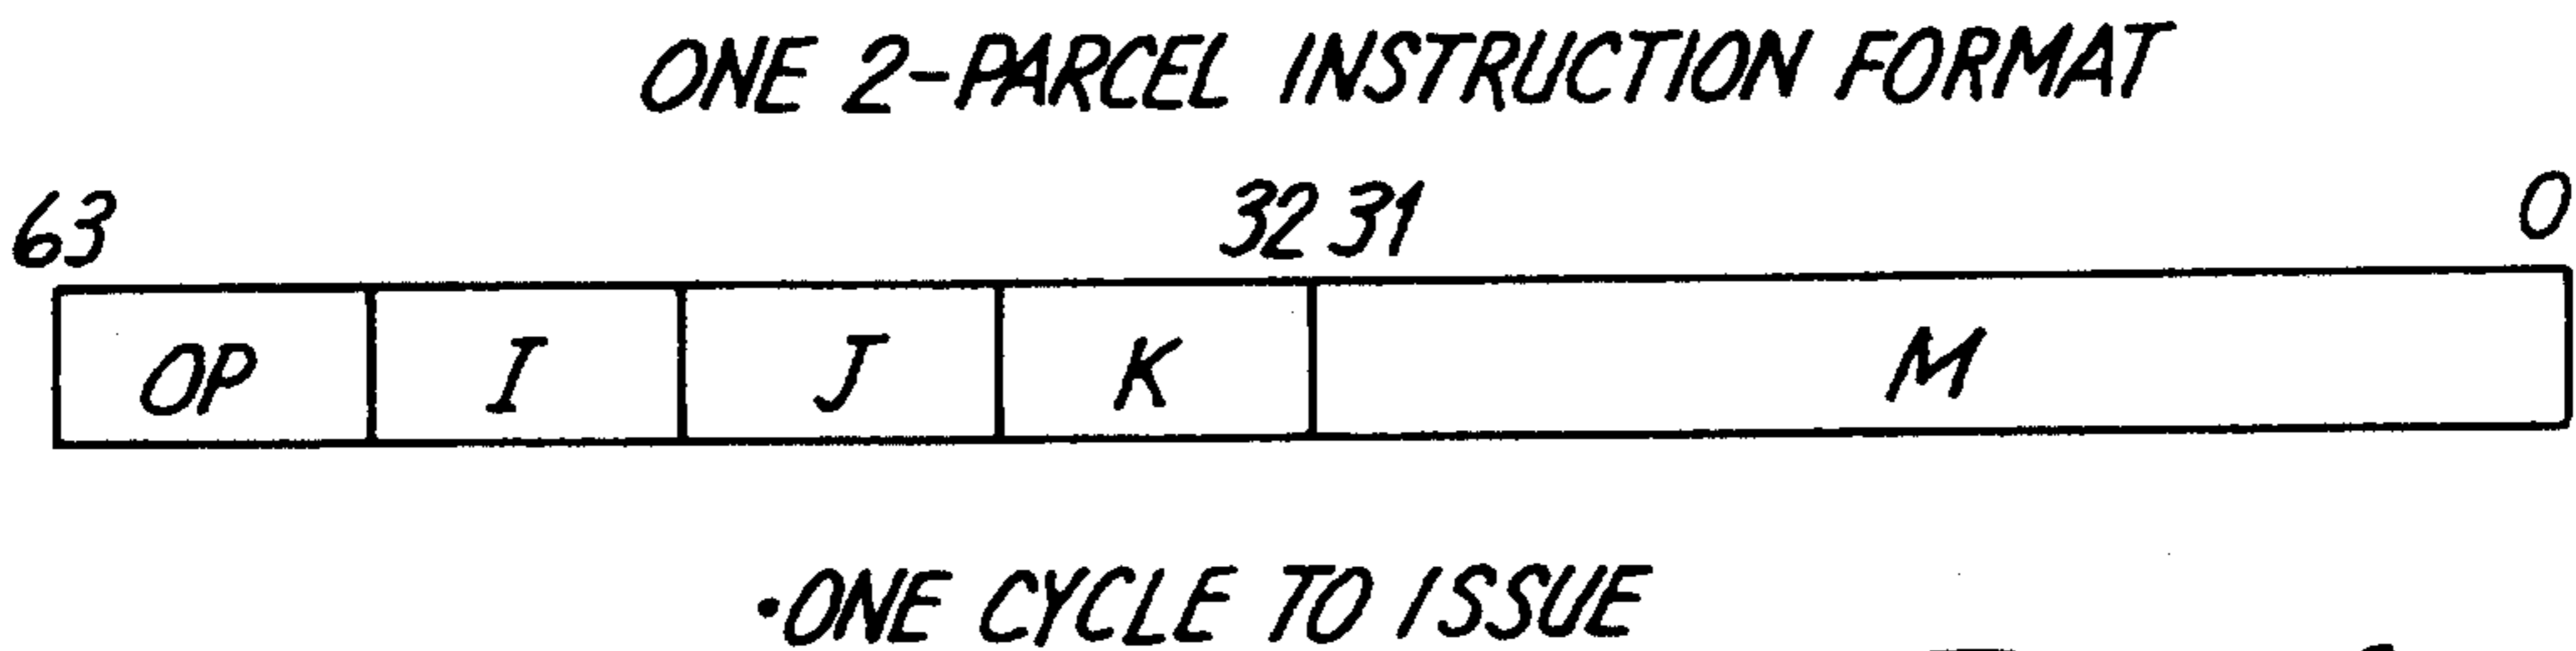 ONE 2-PARCEL INSTRUCTION FORMAT
63 32 31 0
OP I J K M
•ONE CYCLE TO ISSUE